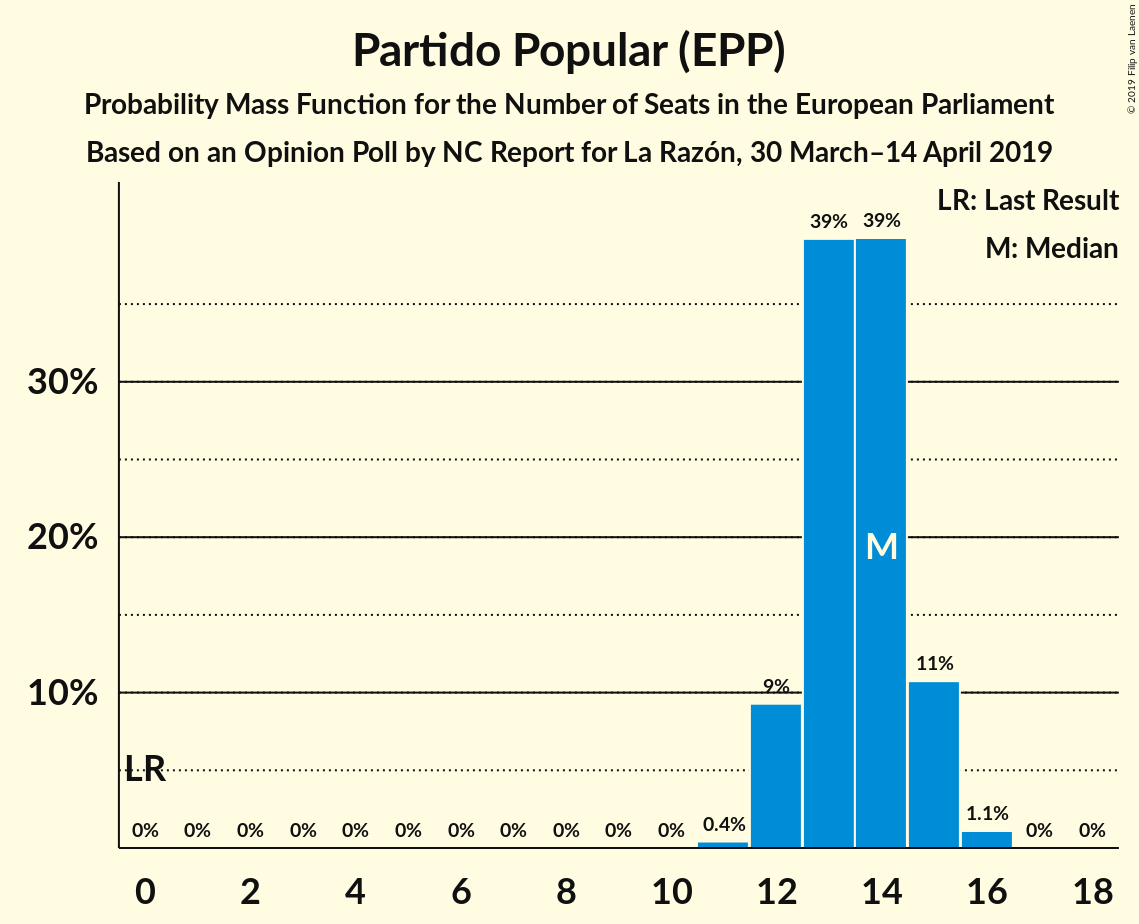 Partido Popular (EPP)
Probability Mass Function for the Number of Seats in the European Parliament
Based on an Opinion Poll by NC Report for La Razón, 30 March–14 April 2019
© 2019 Filip van Laenen
LR: Last Result
M: Median
39% 39%
30%
20%
M
11%
10%
9%
LR
0% 0% 0% 0% 0% 0% 0% 0% 0% 0% 0% 0.4% 1.1% 0% 0%
0 2 4 6 8 10 12 14 16 18